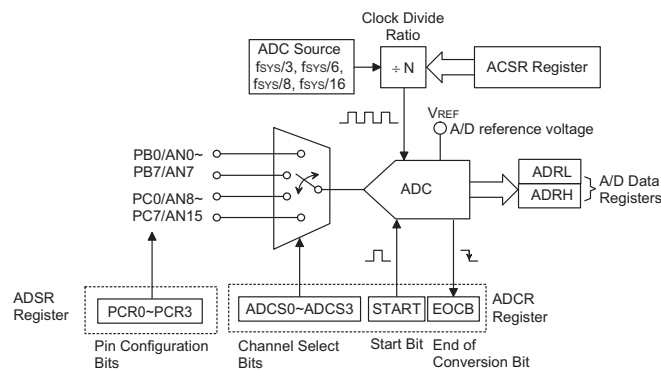 Clock Divide
Ratio
ADC Source
fSYS/3, fSYS/6,
fSYS/8, fSYS/16
÷ N
ACSR Register
VREF
A/D reference voltage
PB0/AN0~
PB7/AN7
PC0/AN8~
PC7/AN15
ADC
ADRL
ADRH
A/D Data
Registers
ADSR
Register
PCR0~PCR3
ADCS0~ADCS3
START
EOCB
ADCR
Register
Pin Configuration
Bits
Channel Select
Bits
Start Bit
End of
Conversion Bit